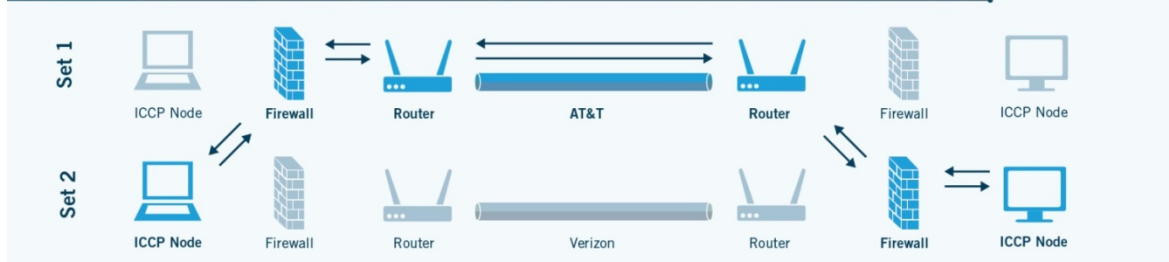 Set 1
ICCP Node Firewall Router AT&T Router Firewall ICCP Node
Set 2
ICCP Node Firewall Router Verizon Router Firewall ICCP Node